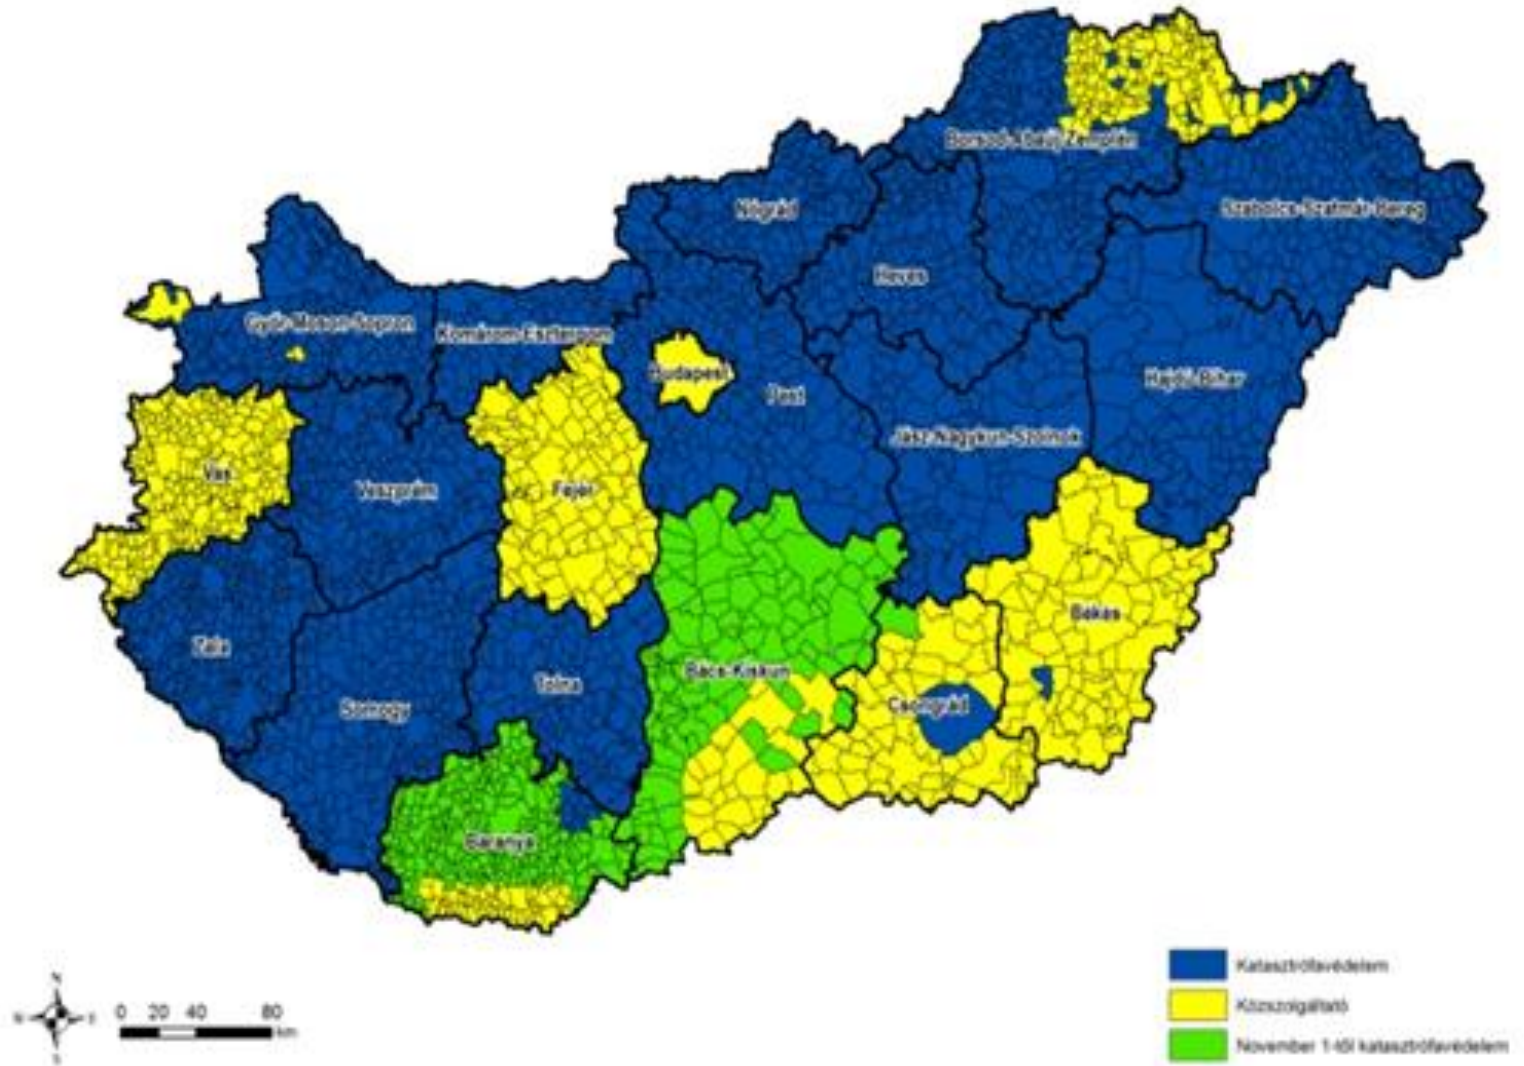 Borsod-Abaúj-Zemplén
Nógrád
Szabolcs-Szatmár-Bereg
Heves
Győr-Moson-Sopron
Komárom-Esztergom
Budapest
Pest
Hajdú-Bihar
Jász-Nagykun-Szolnok
Vas
Veszprém
Fejér
Békés
Zala
Bács-Kiskun
Tolna
Somogy
Csongrád
Baranya
Katasztrófavédelem
Közszolgáltató
November 1-től katasztrófavédelem
N
E
S
0 20 40 80
km